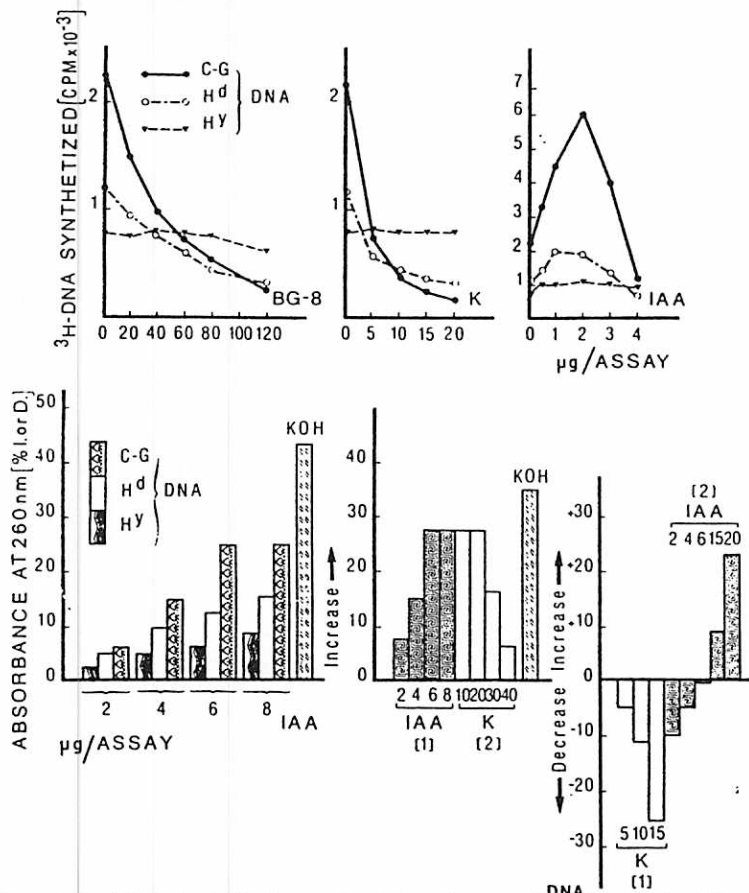 ³H-DNA SYNTHETIZED [CPM×10⁻³]
2
1
C-G
Hᵈ
Hʸ
DNA
0 20 40 60 80 100 120
BG-8
2
1
0 5 10 15 20
K
7
6
5
4
3
2
1
0 1 2 3 4
IAA
µg/ASSAY
ABSORBANCE AT 260nm [% I. or D.]
50
40
30
20
10
0
C-G
Hᵈ
Hʸ
DNA
KOH
2 4 6 8 IAA
µg/ASSAY
Increase
40
30
20
10
0
KOH
2 4 6 8 10 20 30 40
IAA K
[1] [2]
Decrease Increase
+30
+20
+10
0
-10
-20
-30
[2]
IAA
2 4 6 15 20
5 10 15
K
[1]
DNA